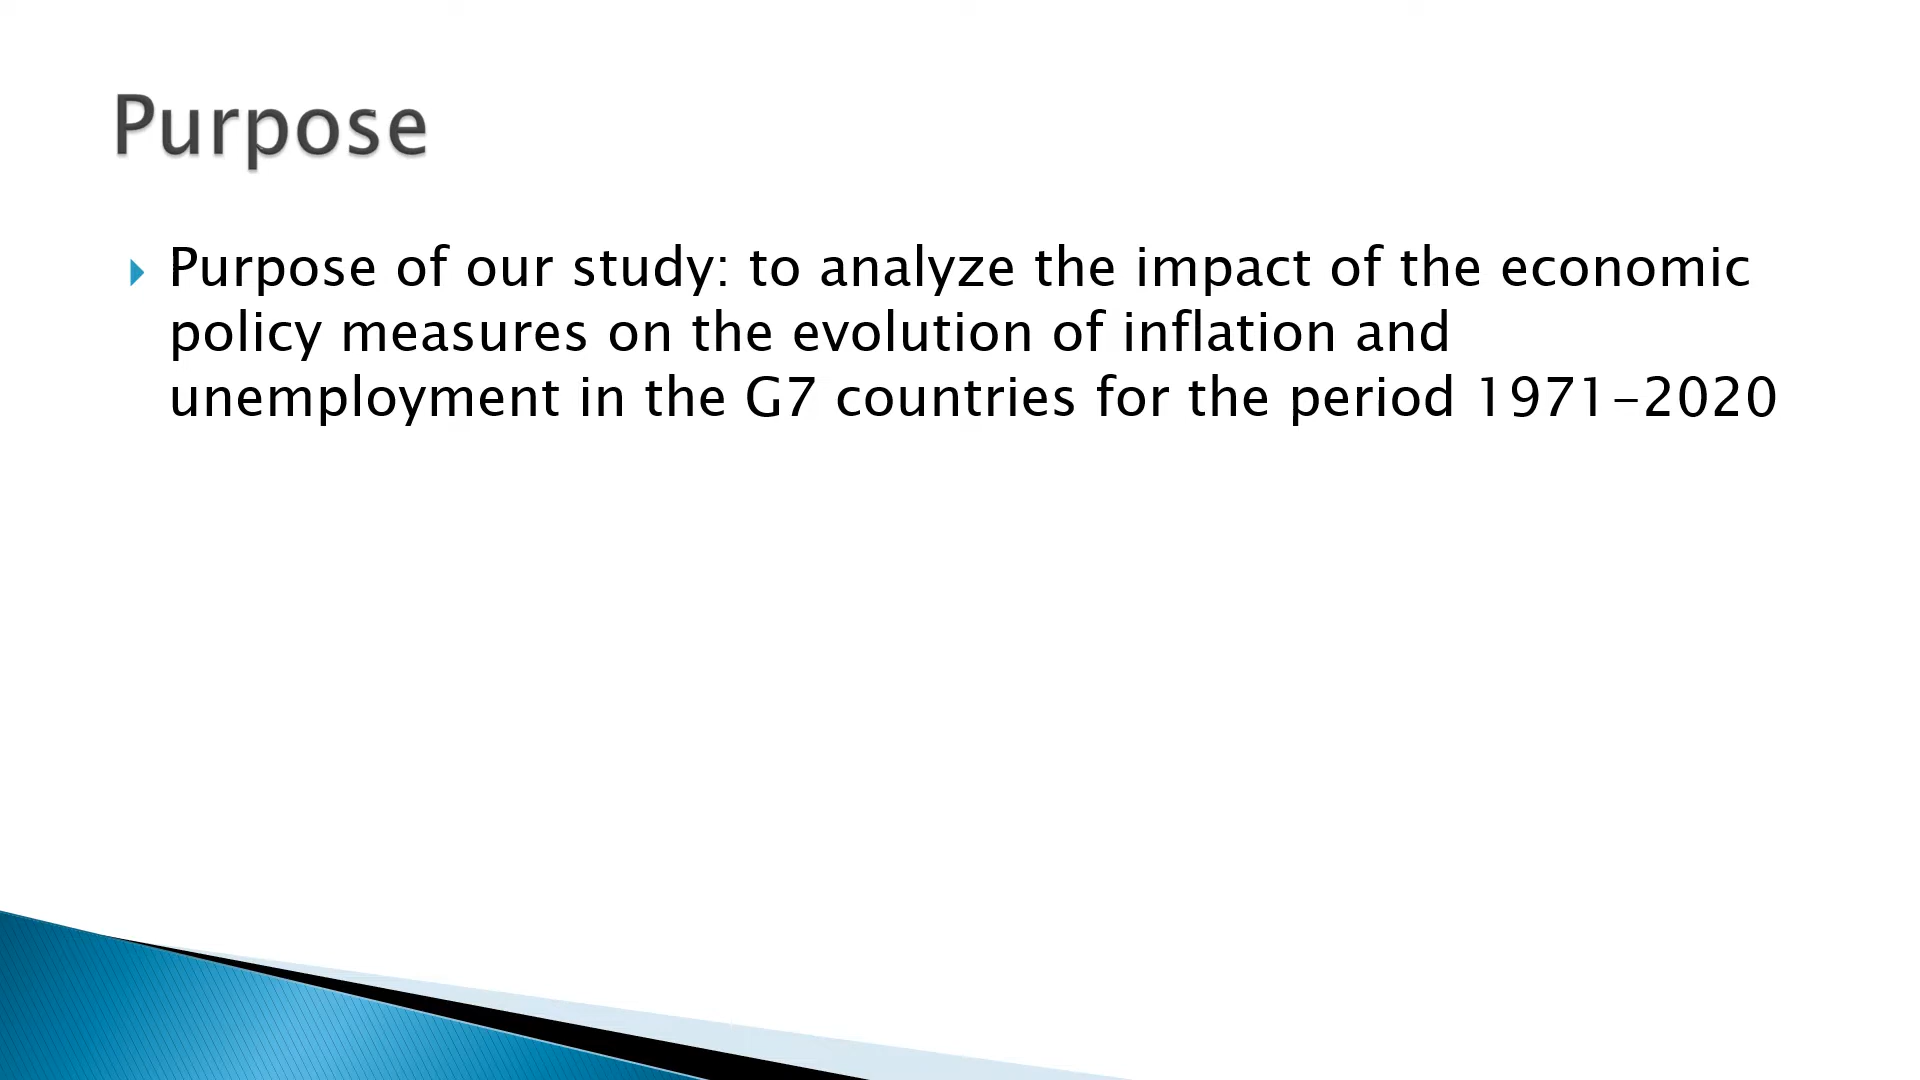 Purpose
Purpose of our study: to analyze the impact of the economic
policy measures on the evolution of inflation and
unemployment in the G7 countries for the period 1971-2020